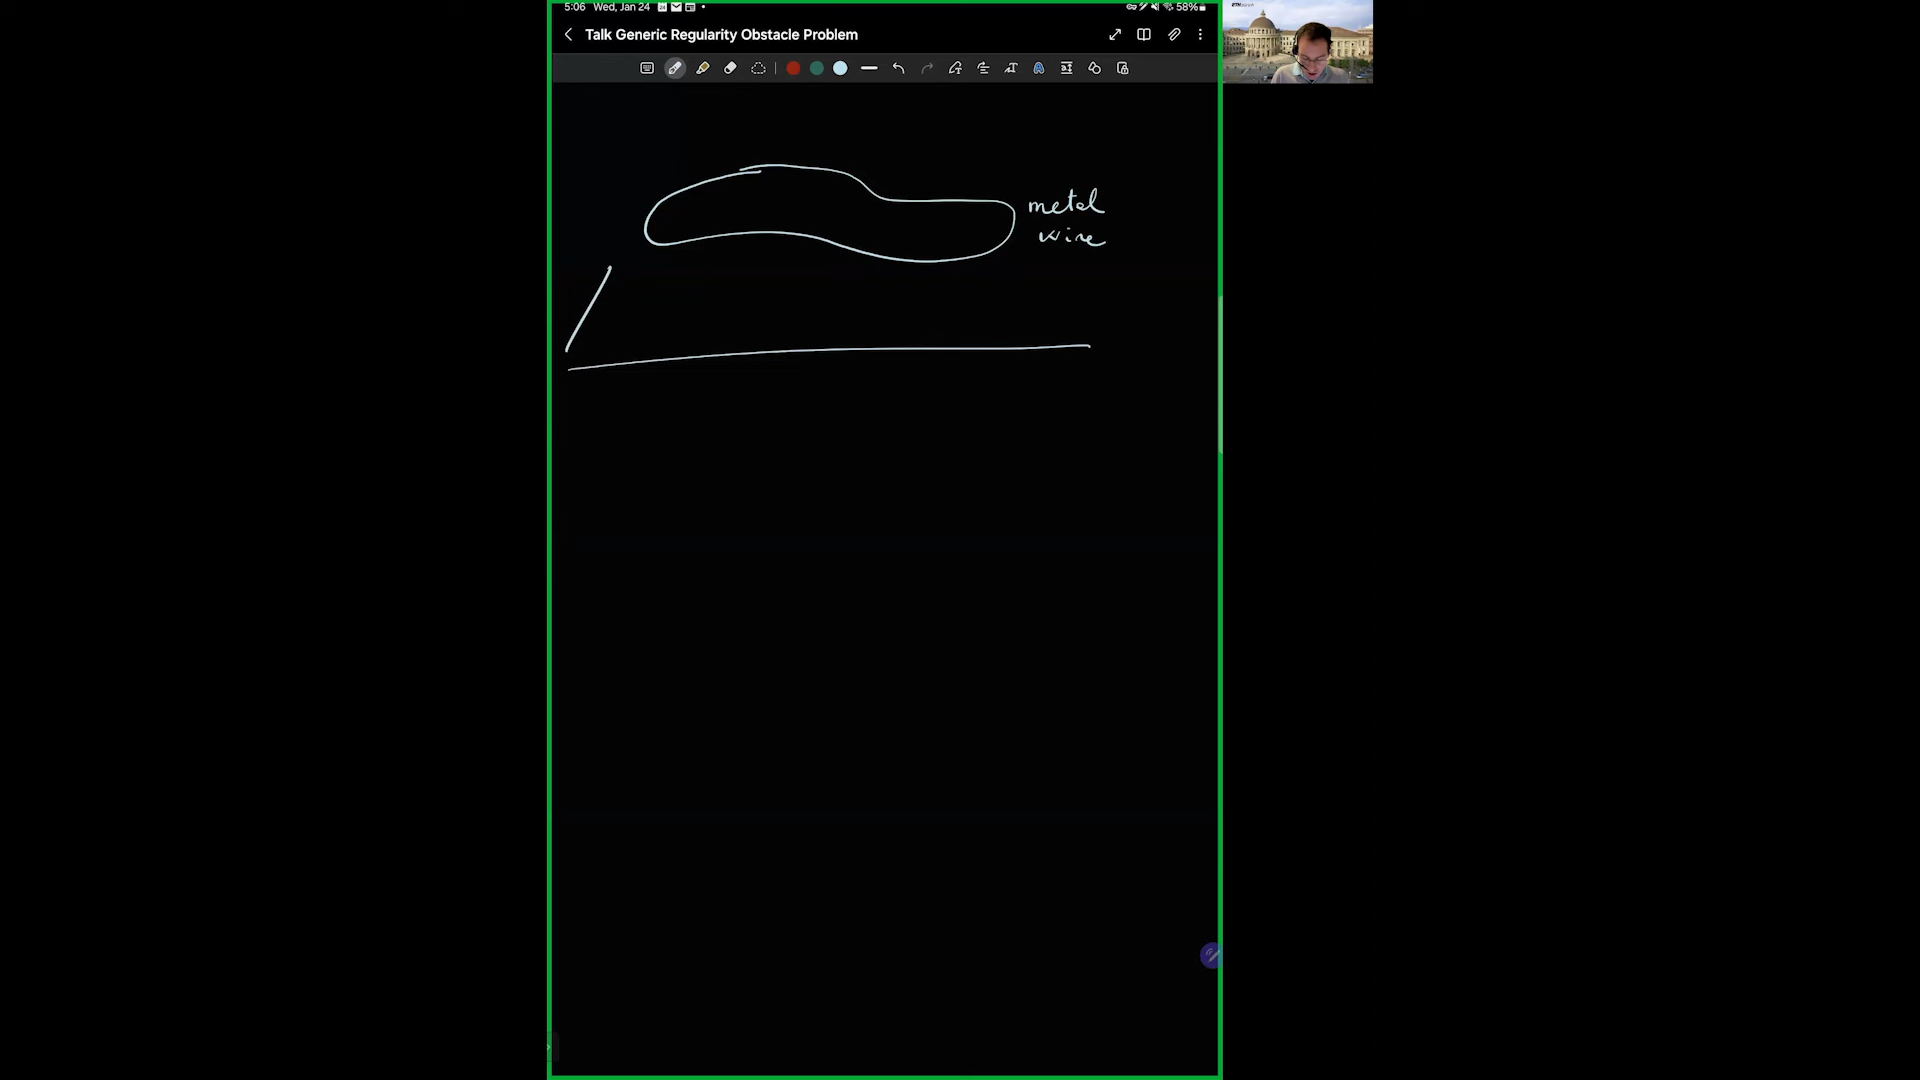 5:06 Wed, Jan 24 58%
Talk Generic Regularity Obstacle Problem
metal
wire